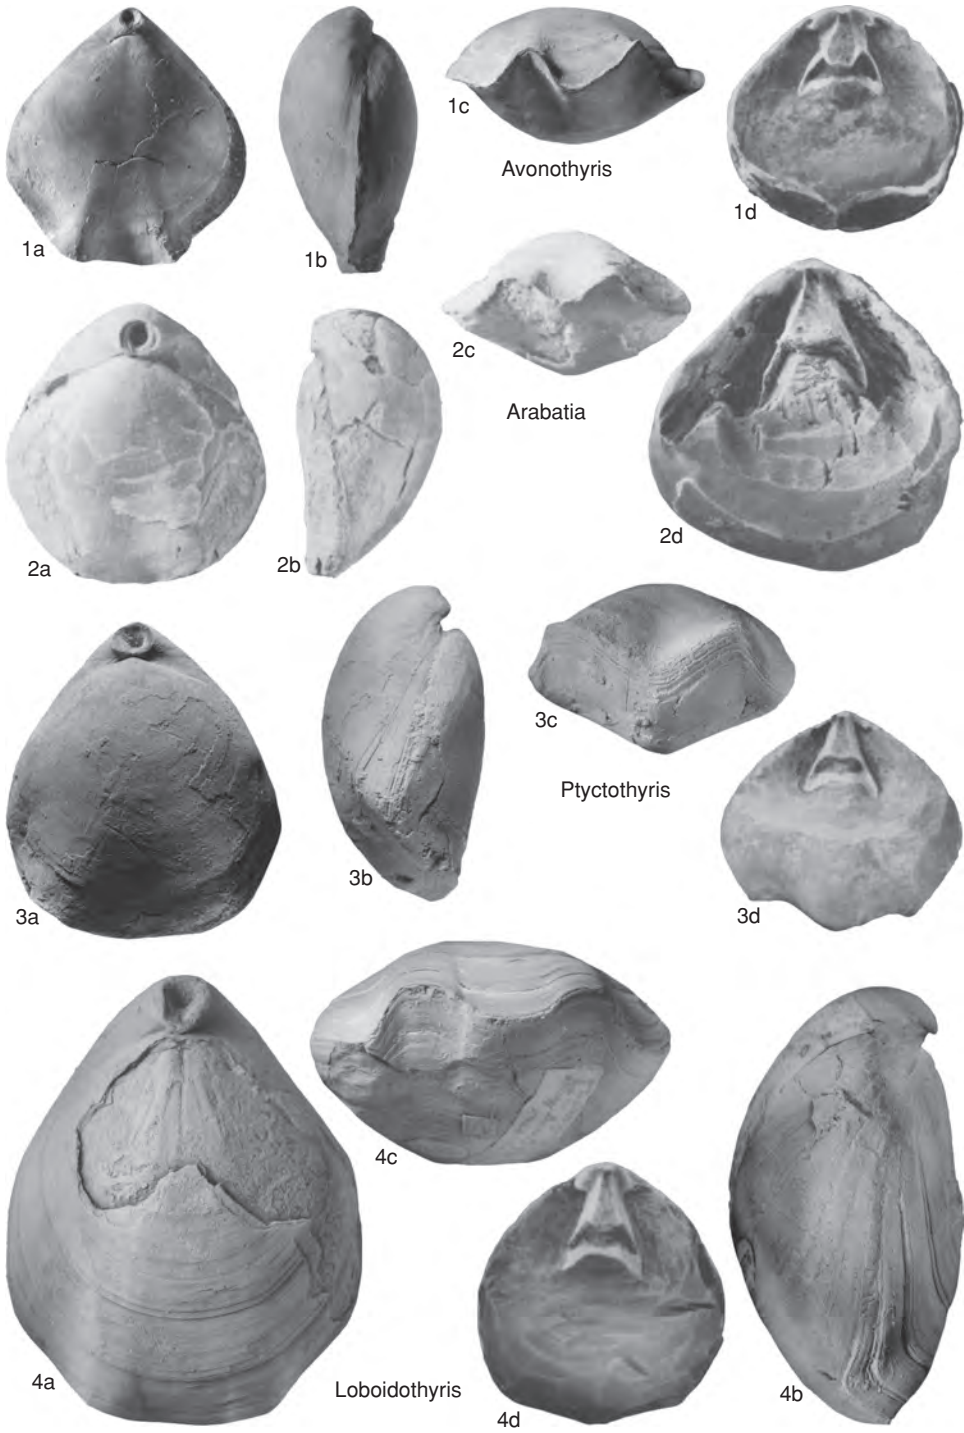 1a
1b
1c
Avonothyris
1d
2a
2b
2c
Arabatia
2d
3a
3b
3c
Ptyctothyris
3d
4a
4c
Loboidothyris
4d
4b